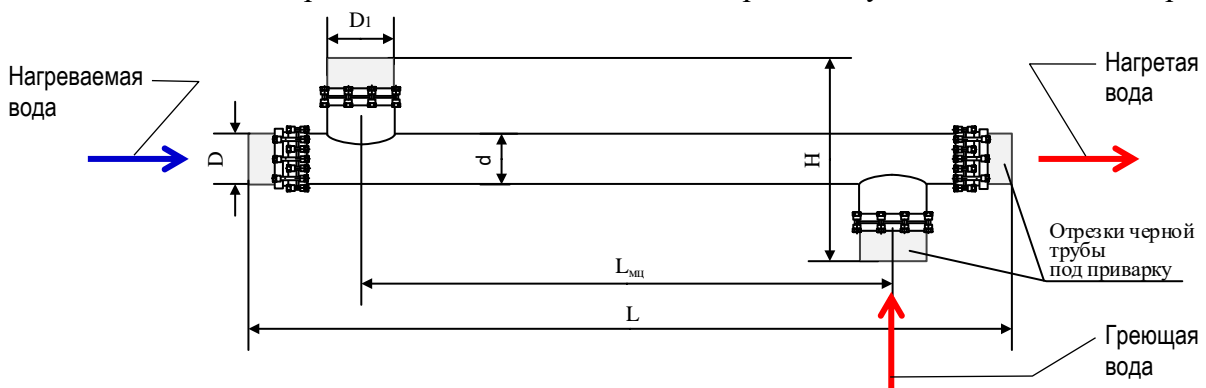 D1
Нагреваемая
вода
Нагретая
вода
D
d
H
Отрезки черной
трубы
под приварку
Lмц
L
Греющая
вода